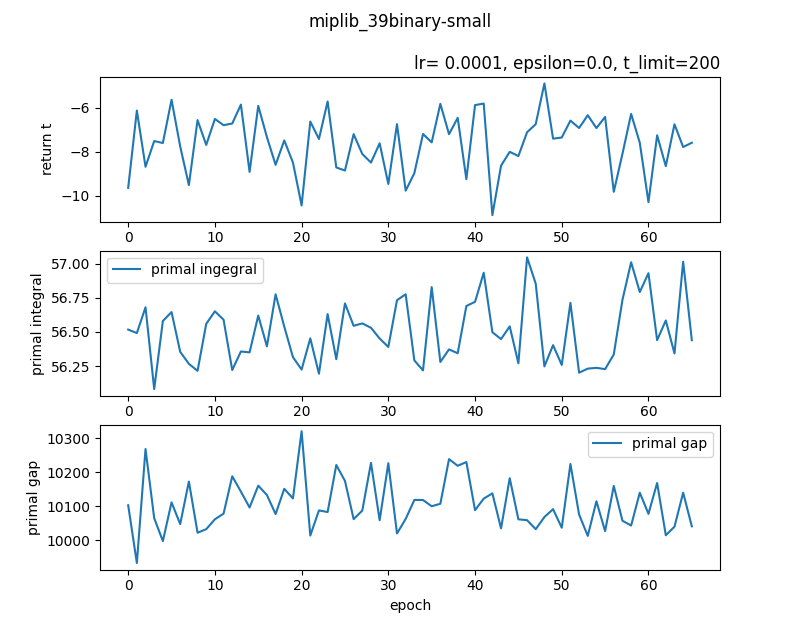 miplib_39binary-small
lr= 0.0001, epsilon=0.0, t_limit=200
return t
−6
−8
−10
0 10 20 30 40 50 60
primal integral
57.00
56.75
56.50
56.25
primal ingegral
0 10 20 30 40 50 60
primal gap
10300
10200
10100
10000
primal gap
0 10 20 30 40 50 60
epoch